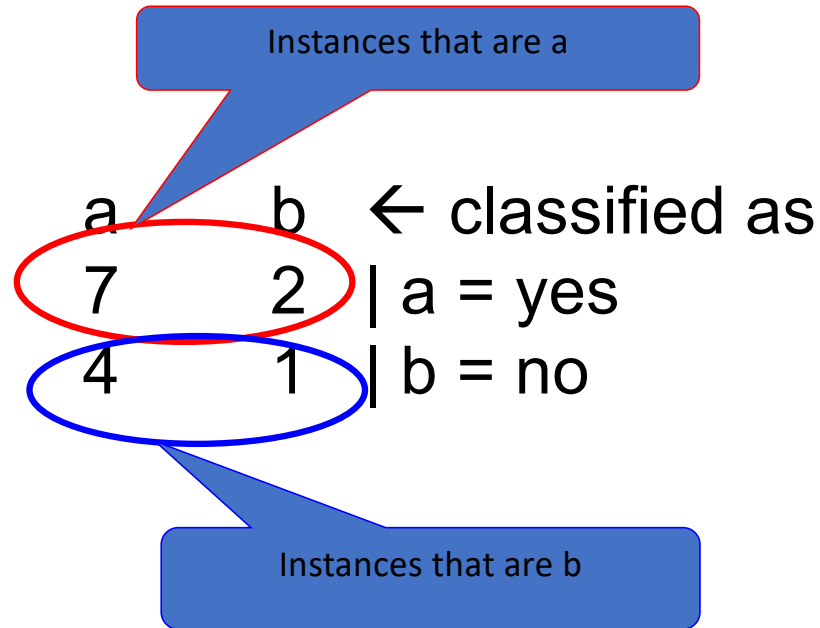 Instances that are a
a b ← classified as
7 2 | a = yes
4 1 | b = no
Instances that are b